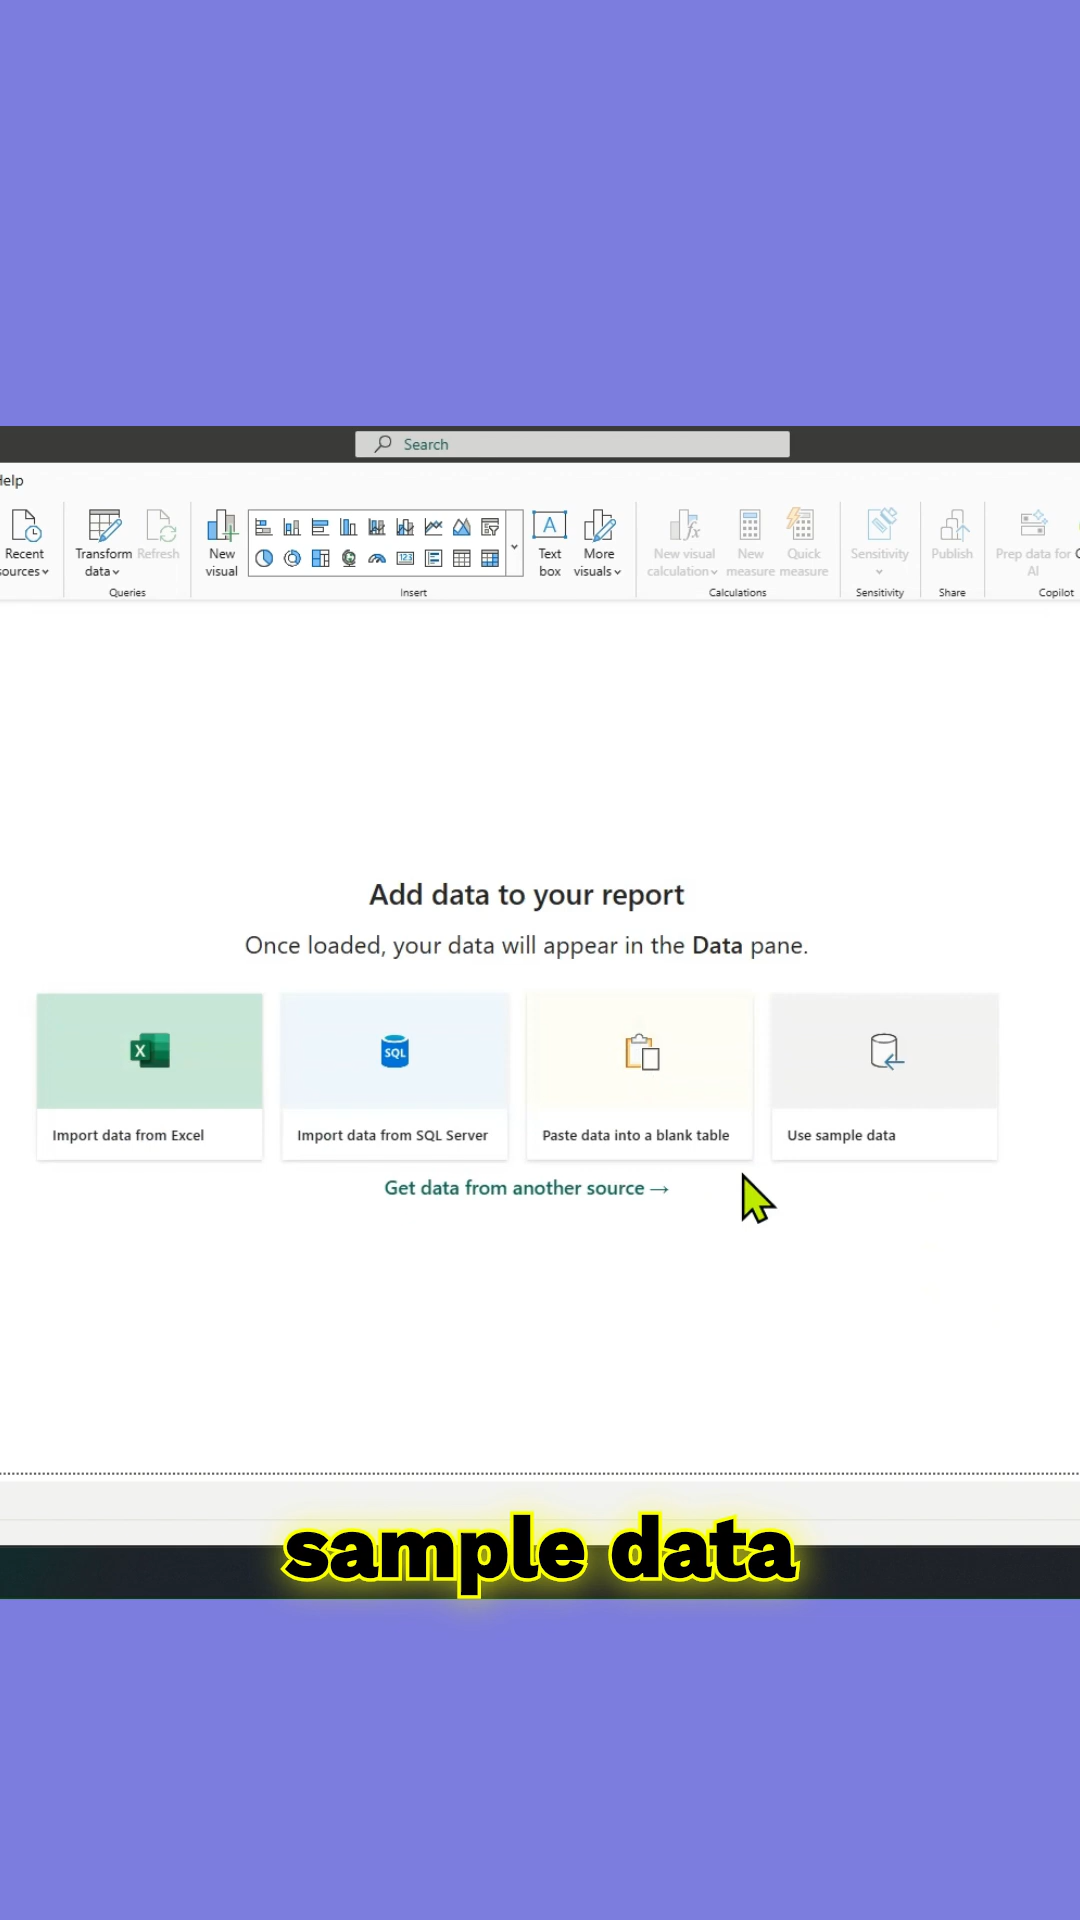 Search
Help
Recent
sources
Transform
data
Refresh
Queries
New
visual
123
Insert
A
Text
box
More
visuals
New visual
calculation
New
measure
Quick
measure
Calculations
Sensitivity
Sensitivity
Publish
Share
Prep data for
AI
Copilot
Add data to your report
Once loaded, your data will appear in the Data pane.
X
SQL
Import data from Excel
Import data from SQL Server
Paste data into a blank table
Use sample data
Get data from another source →
sample data